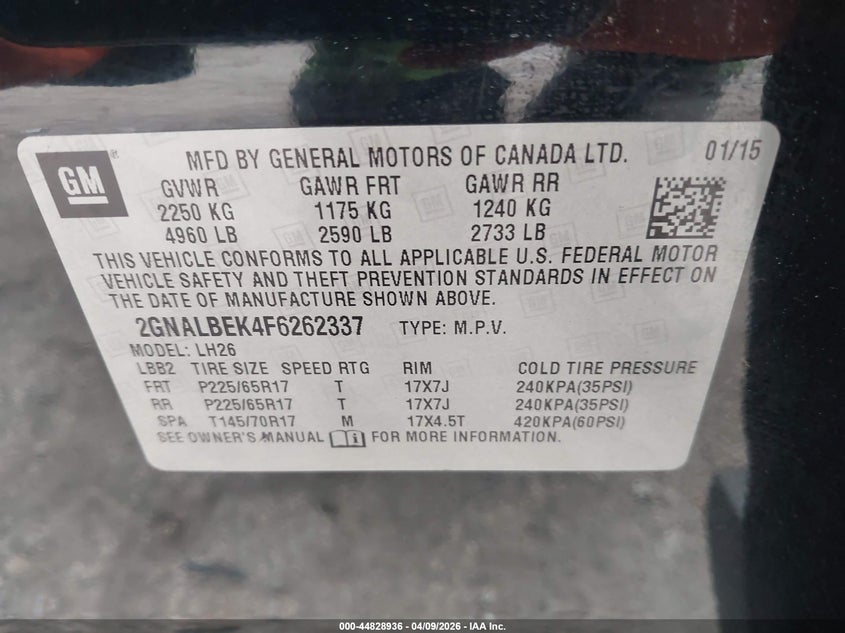 GM
MFD BY GENERAL MOTORS OF CANADA LTD. 01/15
GVWR GAWR FRT GAWR RR
2250 KG 1175 KG 1240 KG
4960 LB 2590 LB 2733 LB
THIS VEHICLE CONFORMS TO ALL APPLICABLE U.S. FEDERAL MOTOR
VEHICLE SAFETY AND THEFT PREVENTION STANDARDS IN EFFECT ON
THE DATE OF MANUFACTURE SHOWN ABOVE.
2GNALBEK4F6262337 TYPE: M.P.V.
MODEL: LH26
LBB2 TIRE SIZE SPEED RTG RIM COLD TIRE PRESSURE
FRT P225/65R17 T 17X7J 240KPA(35PSI)
RR P225/65R17 T 17X7J 240KPA(35PSI)
SPA T145/70R17 M 17X4.5T 420KPA(60PSI)
SEE OWNER'S MANUAL FOR MORE INFORMATION.
000-44828936 - 04/09/2026 - IAA Inc.